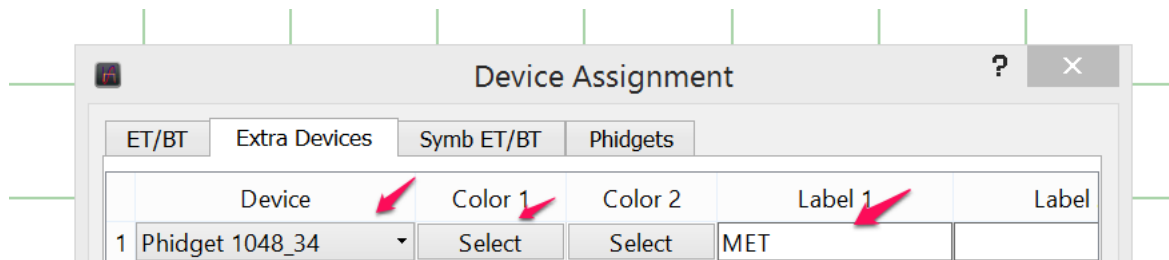 Device Assignment ?
ET/BT Extra Devices Symb ET/BT Phidgets
Device Color 1 Color 2 Label 1 Label
1 Phidget 1048_34 Select Select MET